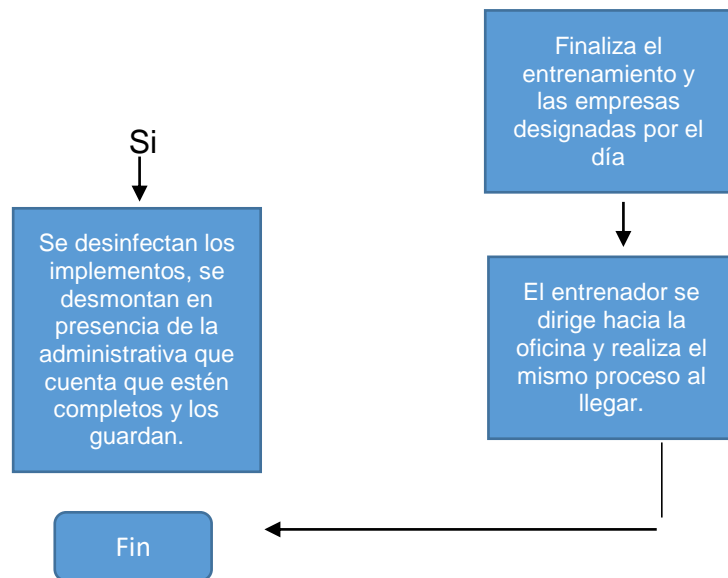 Si
Se desinfectan los
implementos, se
desmontan en
presencia de la
administrativa que
cuenta que estén
completos y los
guardan.
Finaliza el
entrenamiento y
las empresas
designadas por el
día
El entrenador se
dirige hacia la
oficina y realiza el
mismo proceso al
llegar.
Fin